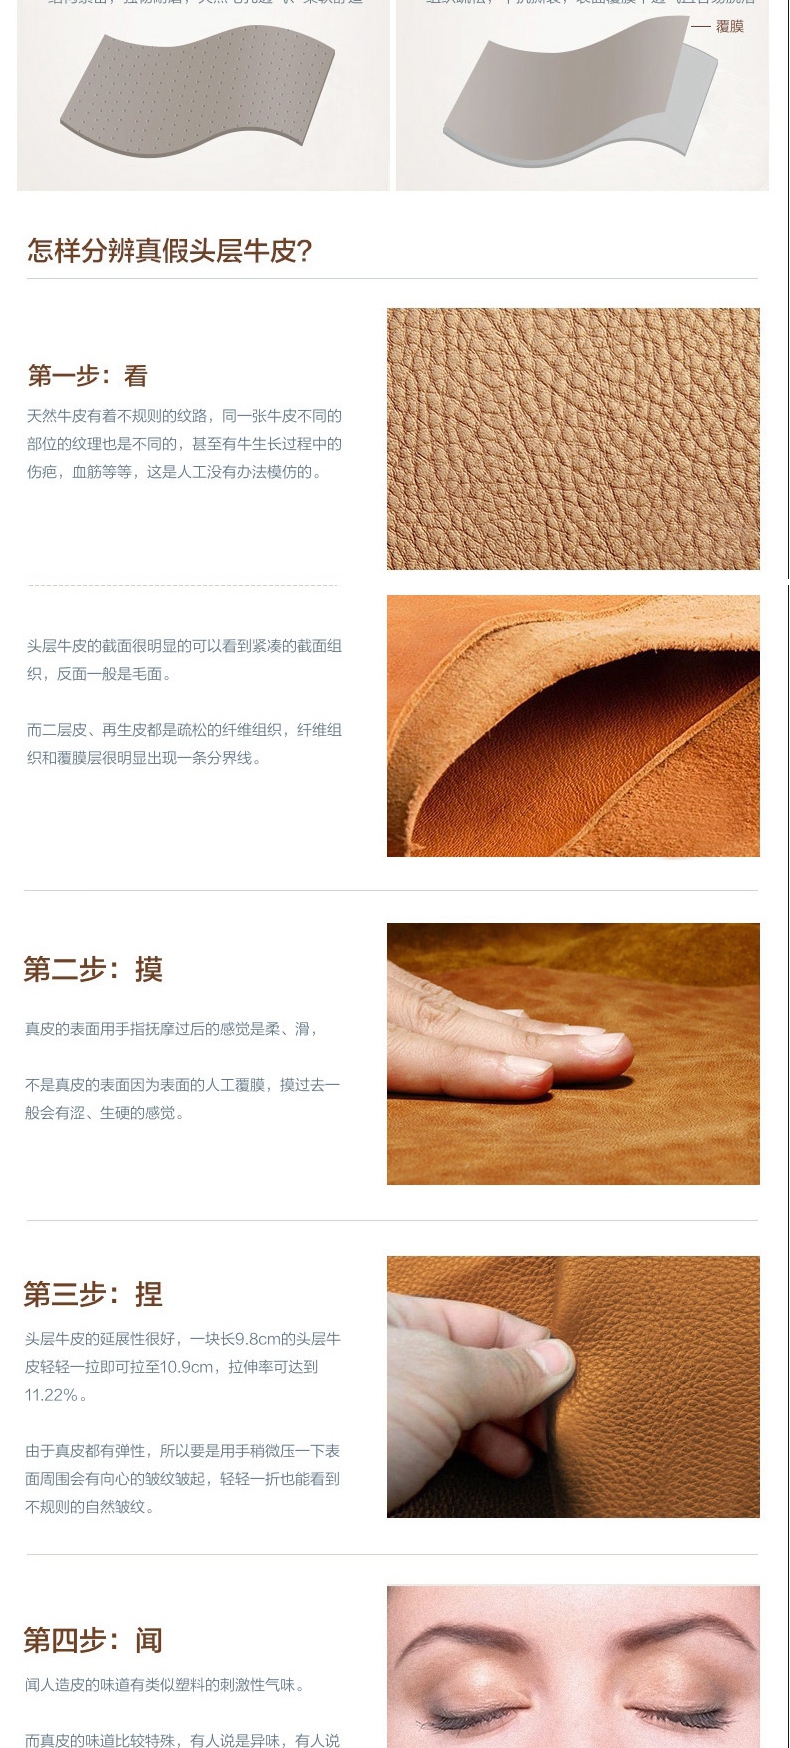 覆膜
怎样分辨真假头层牛皮?
第一步：看
天然牛皮有着不规则的纹路，同一张牛皮不同的
部位的纹理也是不同的，甚至有牛生长过程中的
伤疤，血筋等等，这是人工没有办法模仿的。
头层牛皮的截面很明显的可以看到紧凑的截面组
织，反面一般是毛面。
而二层皮、再生皮都是疏松的纤维组织，纤维组
织和覆膜层很明显出现一条分界线。
第二步：摸
真皮的表面用手指抚摩过后的感觉是柔、滑，
不是真皮的表面因为表面的人工覆膜，摸过去一
般会有涩、生硬的感觉。
第三步：捏
头层牛皮的延展性很好，一块长9.8cm的头层牛
皮轻轻一拉即可拉至10.9cm，拉伸率可达到
11.22%。
由于真皮都有弹性，所以要是用手稍微压一下表
面周围会有向心的皱纹皱起，轻轻一折也能看到
不规则的自然皱纹。
第四步：闻
闻人造皮的味道有类似塑料的刺激性气味。
而真皮的味道比较特殊，有人说是异味，有人说